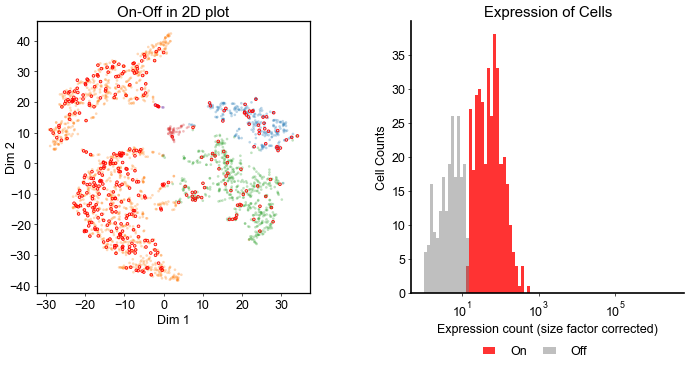 On-Off in 2D plot
Dim 2
40
30
20
10
0
−10
−20
−30
−40
−30 −20 −10 0 10 20 30
Dim 1
Expression of Cells
Cell Counts
35
30
25
20
15
10
5
0
10^1 10^3 10^5
Expression count (size factor corrected)
On Off